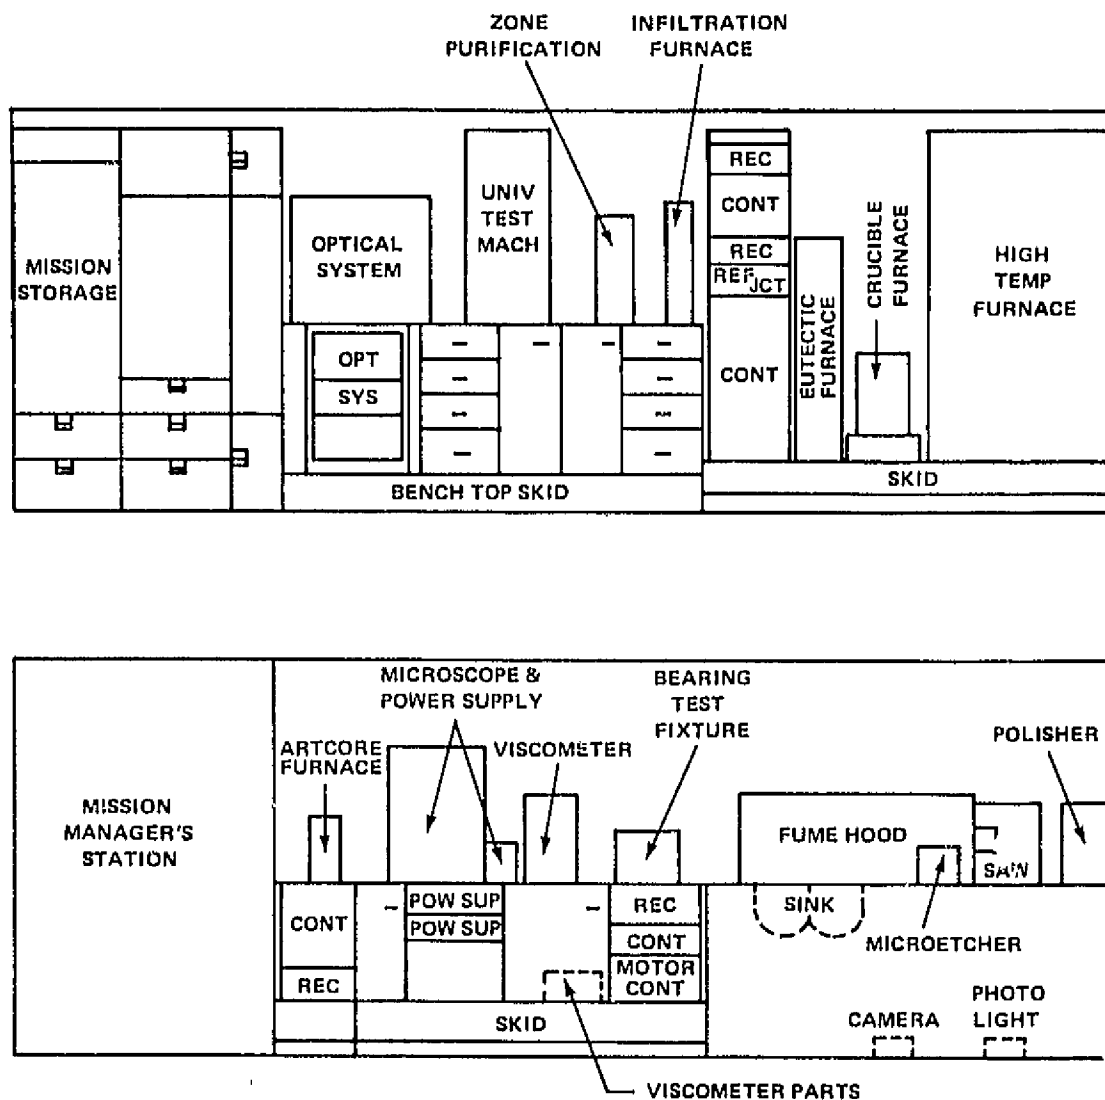 ZONE
PURIFICATION
INFILTRATION
FURNACE
MISSION
STORAGE
OPTICAL
SYSTEM
UNIV
TEST
MACH
REC
CONT
REC
REF
JCT
CONT
EUTECTIC
FURNACE
CRUCIBLE
FURNACE
HIGH
TEMP
FURNACE
OPT
SYS
BENCH TOP SKID
SKID
MISSION
MANAGER'S
STATION
ARTCORE
FURNACE
MICROSCOPE &
POWER SUPPLY
VISCOMETER
BEARING
TEST
FIXTURE
POLISHER
FUME HOOD
SAW
SINK
MICROETCHER
CONT
REC
POW SUP
POW SUP
REC
CONT
MOTOR
CONT
SKID
CAMERA
PHOTO
LIGHT
VISCOMETER PARTS